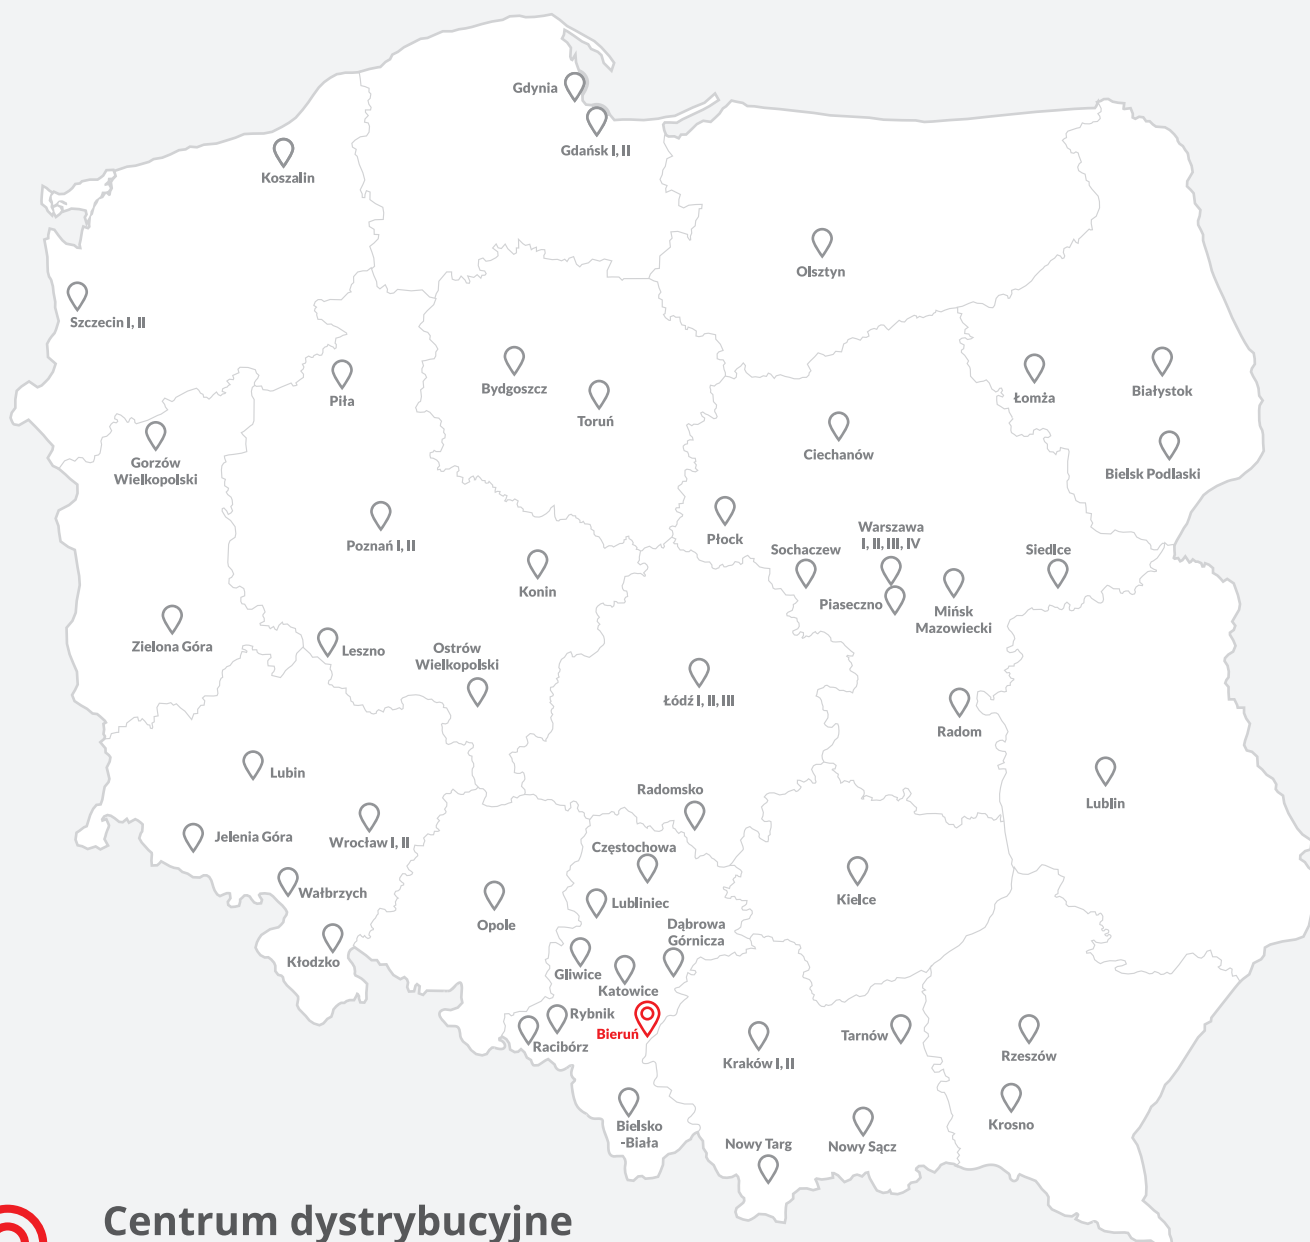 Gdynia
Gdańsk I, II
Koszalin
Olsztyn
Szczecin I, II
Piła
Bydgoszcz
Toruń
Łomża
Białystok
Ciechanów
Gorzów
Wielkopolski
Bielsk Podlaski
Poznań I, II
Płock
Warszawa
I, II, III, IV
Sochaczew
Siedlce
Konin
Piaseczno
Mińsk
Mazowiecki
Zielona Góra
Leszno
Ostrów
Wielkopolski
Łódź I, II, III
Radom
Lubin
Radomsko
Lublin
Jelenia Góra
Wrocław I, II
Częstochowa
Wałbrzych
Lubliniec
Kielce
Opole
Dąbrowa
Górnicza
Kłodzko
Gliwice
Katowice
Rybnik
Bieruń
Racibórz
Kraków I, II
Tarnów
Rzeszów
Bielsko
-Biała
Krosno
Nowy Targ
Nowy Sącz
Centrum dystrybucyjne